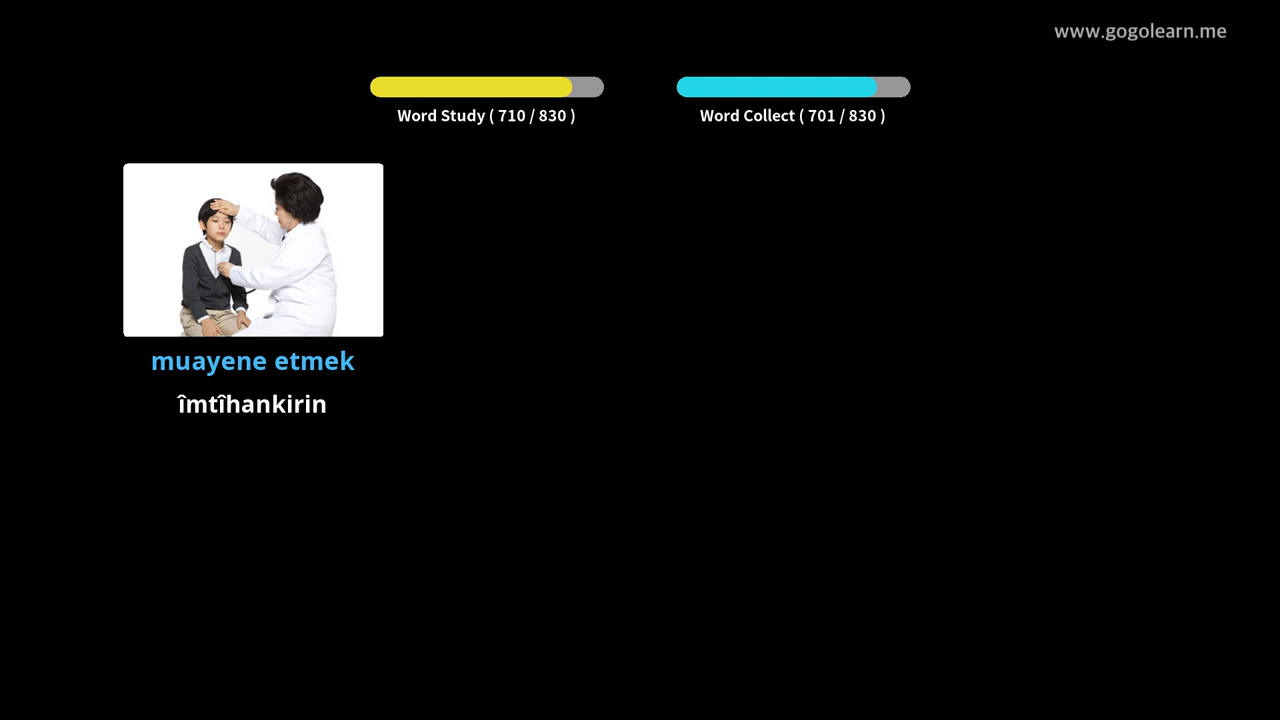 www.gogolearn.me
Word Study ( 710 / 830 )
Word Collect ( 701 / 830 )
muayene etmek
îmtîhankirin